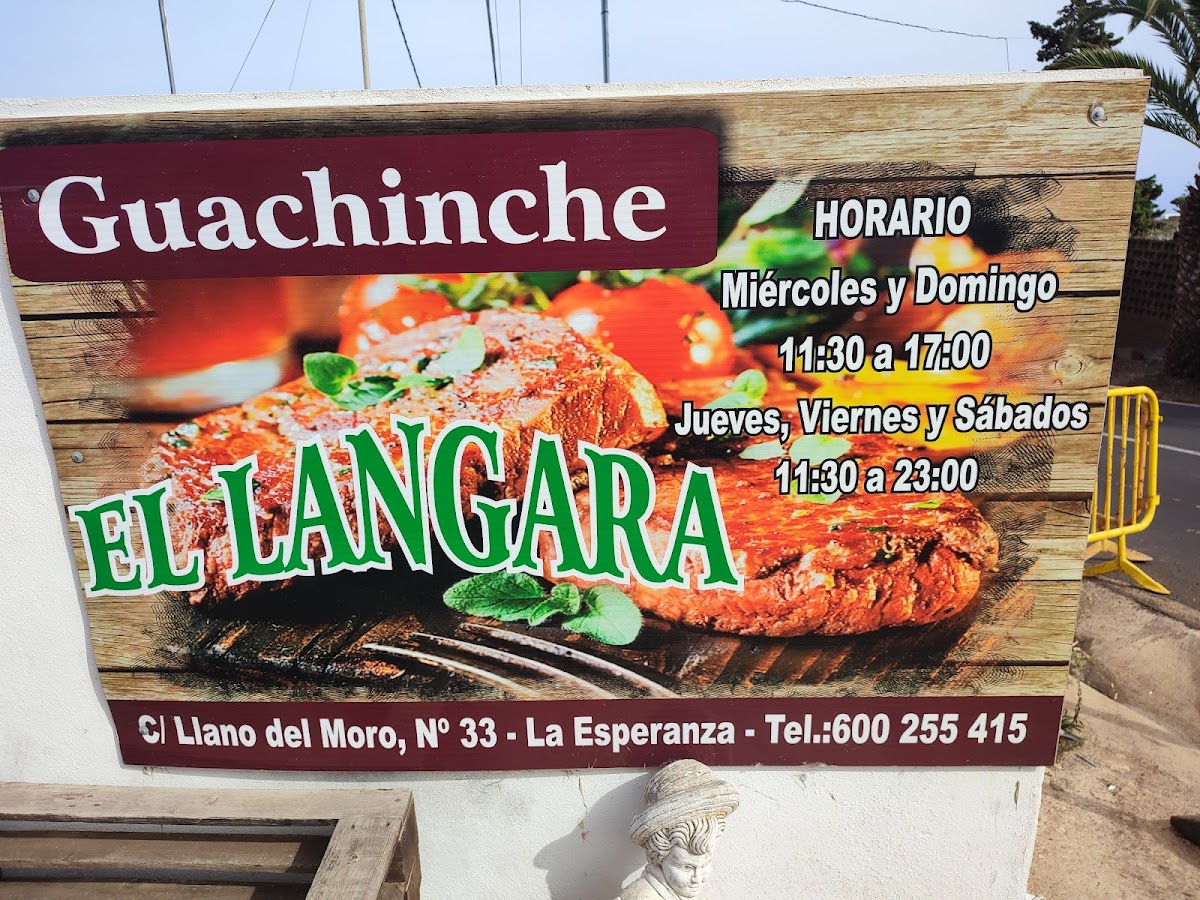 Guachinche
EL LANGARA
HORARIO
Miércoles y Domingo
11:30 a 17:00
Jueves, Viernes y Sábados
11:30 a 23:00
C/ Llano del Moro, Nº 33 - La Esperanza - Tel.:600 255 415